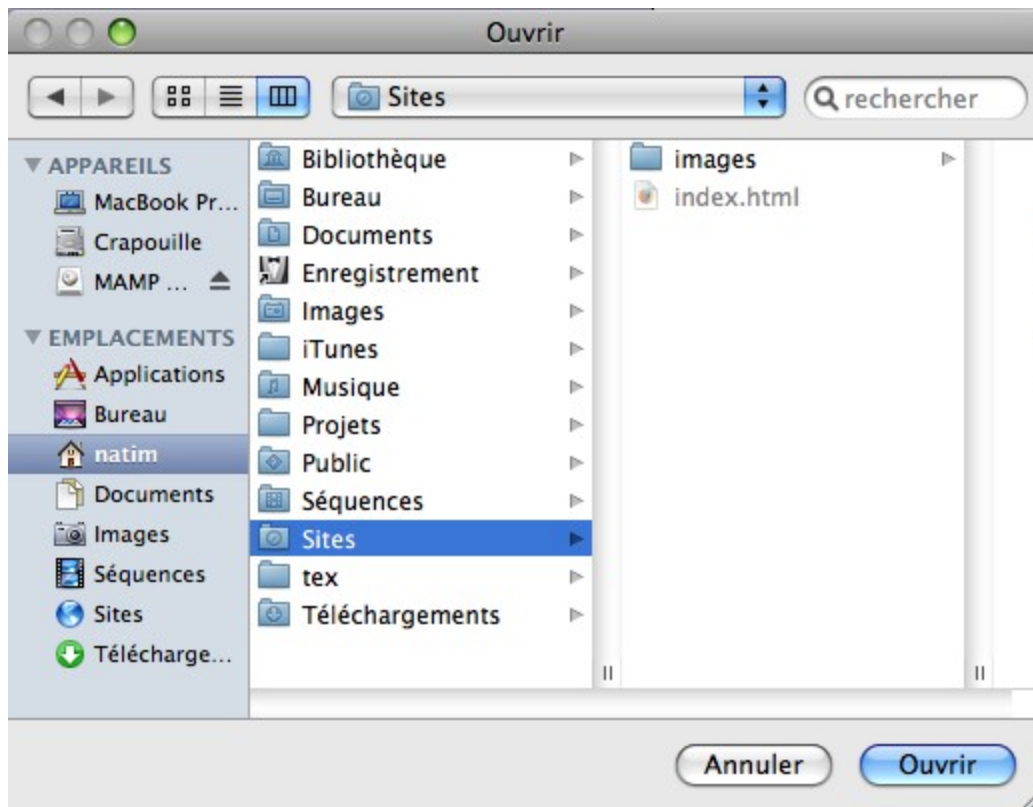 Ouvrir
Sites
rechercher
APPAREILS
MacBook Pr...
Crapouille
MAMP ...
EMPLACEMENTS
Applications
Bureau
natim
Documents
Images
Séquences
Sites
Télécharge...
Bibliothèque
Bureau
Documents
Enregistrement
Images
iTunes
Musique
Projets
Public
Séquences
Sites
tex
Téléchargements
images
index.html
Annuler
Ouvrir